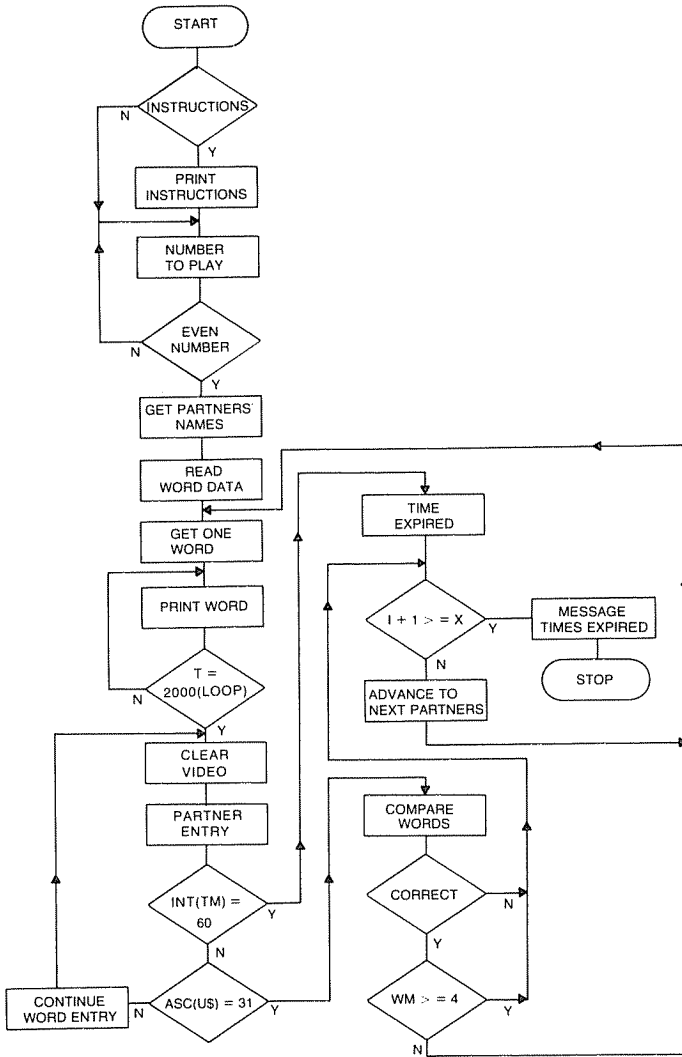 START
INSTRUCTIONS
N
Y
PRINT
INSTRUCTIONS
NUMBER
TO PLAY
EVEN
NUMBER
N
Y
GET PARTNERS'
NAMES
READ
WORD DATA
GET ONE
WORD
PRINT WORD
T =
2000(LOOP)
N
Y
CLEAR
VIDEO
PARTNER
ENTRY
INT(TM) =
60
Y
N
ASC(U$) = 31
N
Y
CONTINUE
WORD ENTRY
TIME
EXPIRED
I + 1 > = X
Y
N
MESSAGE
TIMES EXPIRED
STOP
ADVANCE TO
NEXT PARTNERS
COMPARE
WORDS
CORRECT
N
Y
WM > = 4
Y
N